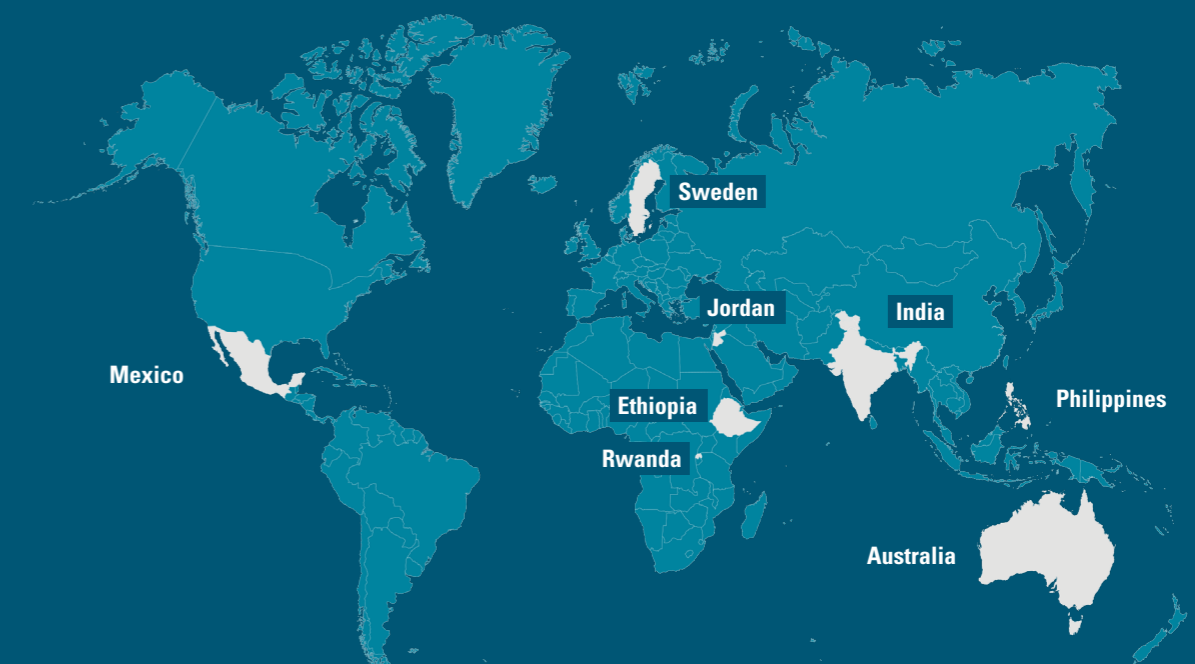 Sweden
Jordan
India
Mexico
Philippines
Ethiopia
Rwanda
Australia